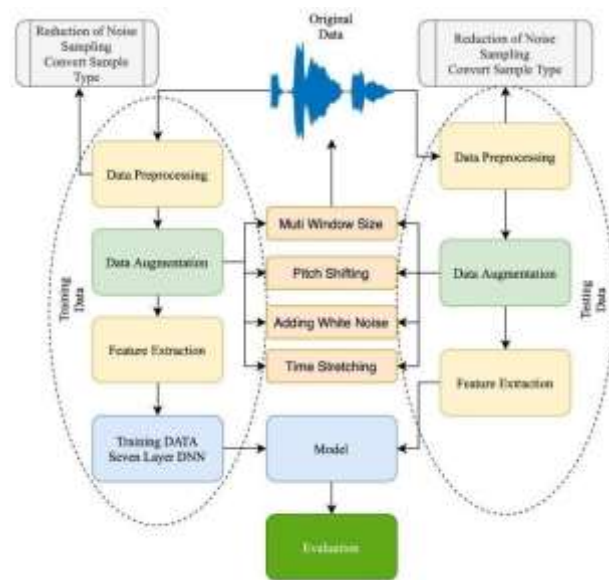 Reduction of Noise
Sampling
Convert Sample
Type
Original
Data
Reduction of Noise
Sampling
Convert Sample Type
Data Preprocessing
Data Preprocessing
Muti Window Size
Data Augmentation
Pitch Shifting
Data Augmentation
Training
Data
Testing
Data
Adding White Noise
Feature Extraction
Time Stretching
Feature Extraction
Training DATA
Seven Layer DNN
Model
Evaluation